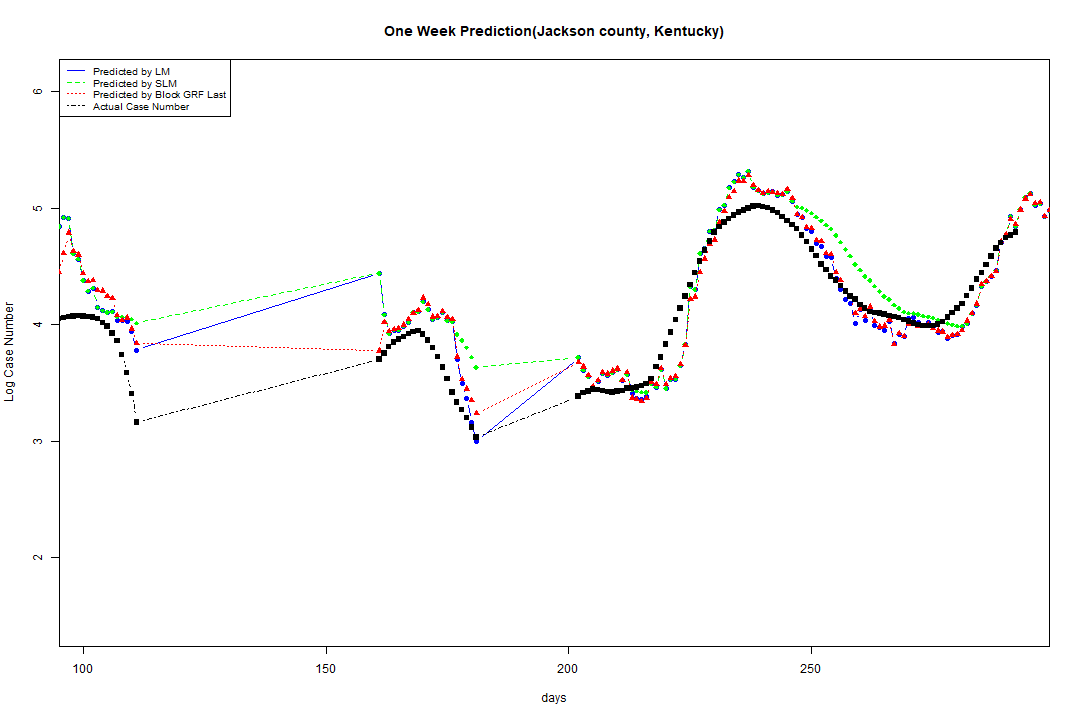 One Week Prediction(Jackson county, Kentucky)
Predicted by LM
Predicted by SLM
Predicted by Block GRF Last
Actual Case Number
6
5
4
3
2
Log Case Number
100
150
200
250
days